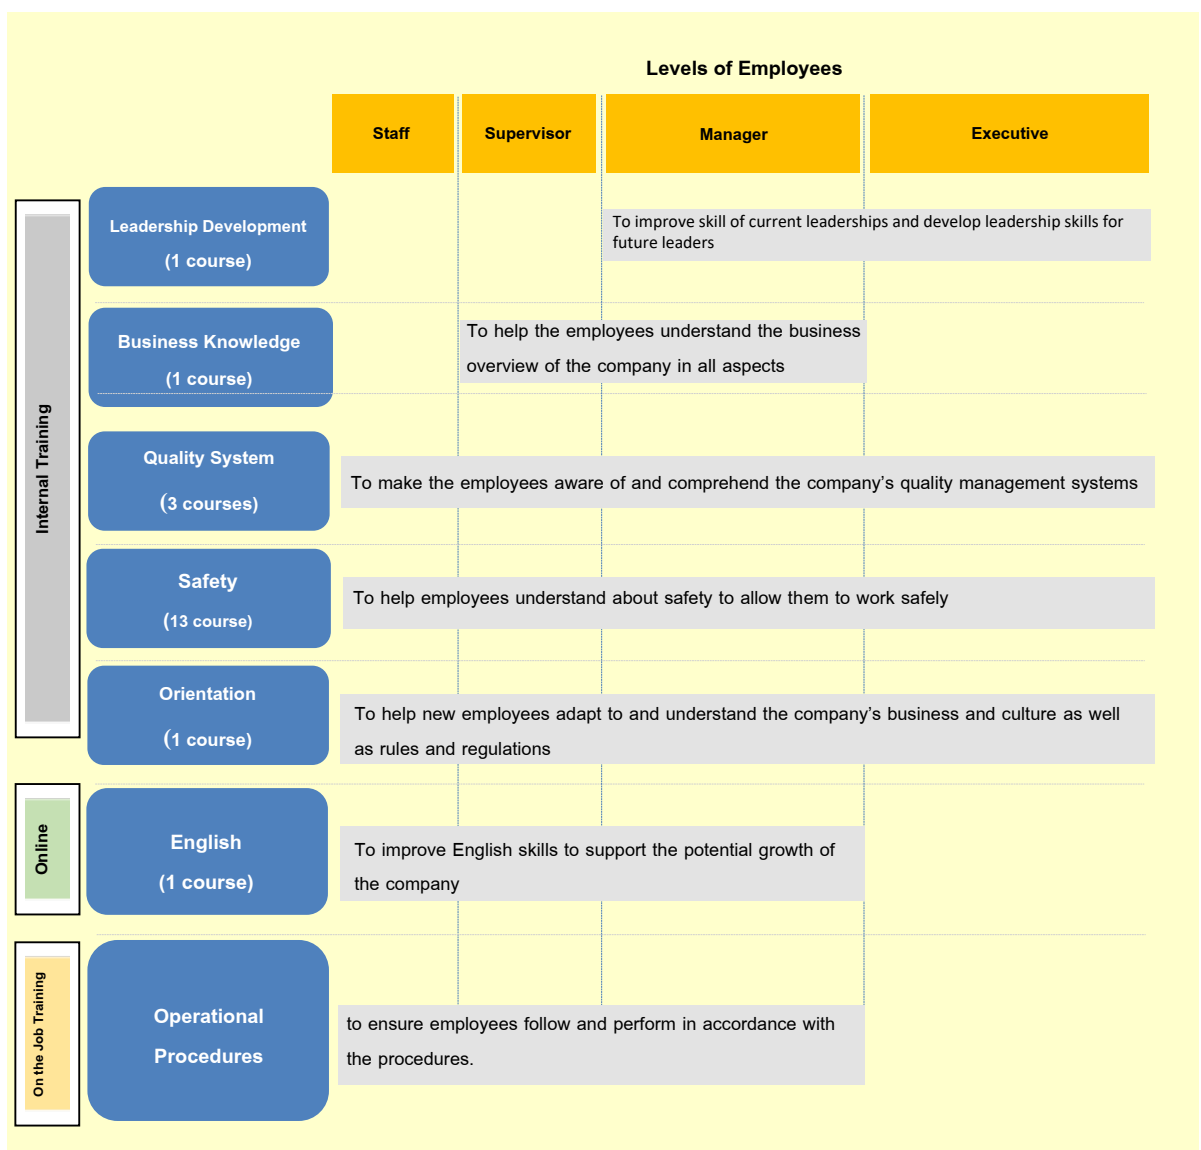 Levels of Employees
Staff
Supervisor
Manager
Executive
Internal Training
Leadership Development
(1 course)
To improve skill of current leaderships and develop leadership skills for
future leaders
Business Knowledge
(1 course)
To help the employees understand the business
overview of the company in all aspects
Quality System
(3 courses)
To make the employees aware of and comprehend the company’s quality management systems
Safety
(13 course)
To help employees understand about safety to allow them to work safely
Orientation
(1 course)
To help new employees adapt to and understand the company’s business and culture as well
as rules and regulations
Online
English
(1 course)
To improve English skills to support the potential growth of
the company
On the Job Training
Operational
Procedures
to ensure employees follow and perform in accordance with
the procedures.